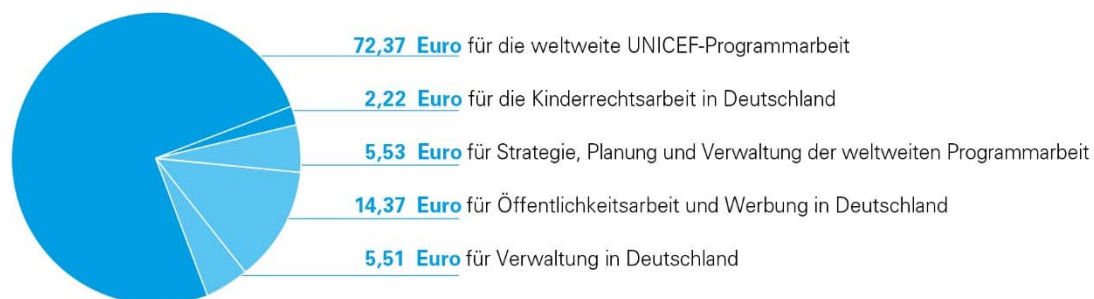 72,37 Euro für die weltweite UNICEF-Programmarbeit
2,22 Euro für die Kinderrechtsarbeit in Deutschland
5,53 Euro für Strategie, Planung und Verwaltung der weltweiten Programmarbeit
14,37 Euro für Öffentlichkeitsarbeit und Werbung in Deutschland
5,51 Euro für Verwaltung in Deutschland